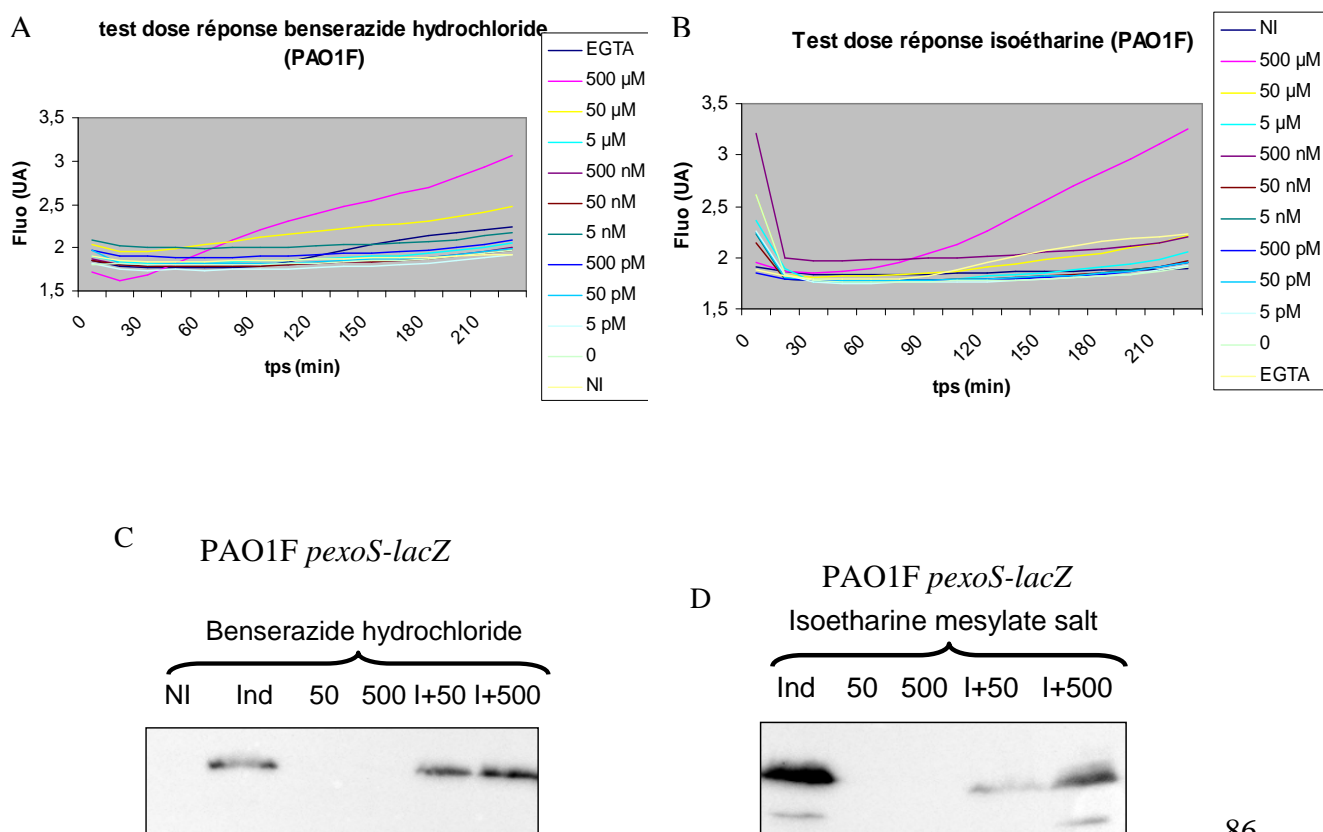 A
test dose réponse benserazide hydrochloride
(PAO1F)
3,5
3
2,5
2
1,5
Fluo (UA)
0
30
60
90
120
150
180
210
tps (min)
EGTA
500 µM
50 µM
5 µM
500 nM
50 nM
5 nM
500 pM
50 pM
5 pM
0
NI
B
Test dose réponse isoétharine (PAO1F)
3,5
3
2,5
2
1,5
Fluo (UA)
0
30
60
90
120
150
180
210
tps (min)
NI
500 µM
50 µM
5 µM
500 nM
50 nM
5 nM
500 pM
50 pM
5 pM
0
EGTA
C
PAO1F pexoS-lacZ
Benserazide hydrochloride
NI Ind 50 500 I+50 I+500
D
PAO1F pexoS-lacZ
Isoetharine mesylate salt
Ind 50 500 I+50 I+500
86